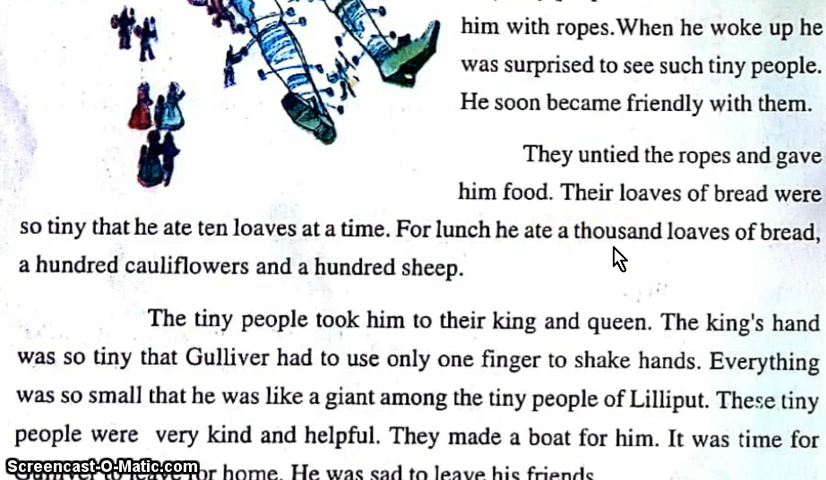 him with ropes.When he woke up he
was surprised to see such tiny people.
He soon became friendly with them.
They untied the ropes and gave
him food. Their loaves of bread were
so tiny that he ate ten loaves at a time. For lunch he ate a thousand loaves of bread,
a hundred cauliflowers and a hundred sheep.
The tiny people took him to their king and queen. The king's hand
was so tiny that Gulliver had to use only one finger to shake hands. Everything
was so small that he was like a giant among the tiny people of Lilliput. These tiny
people were very kind and helpful. They made a boat for him. It was time for
Gulliver to leave for home. He was sad to leave his friends
Screencast-O-Matic.com